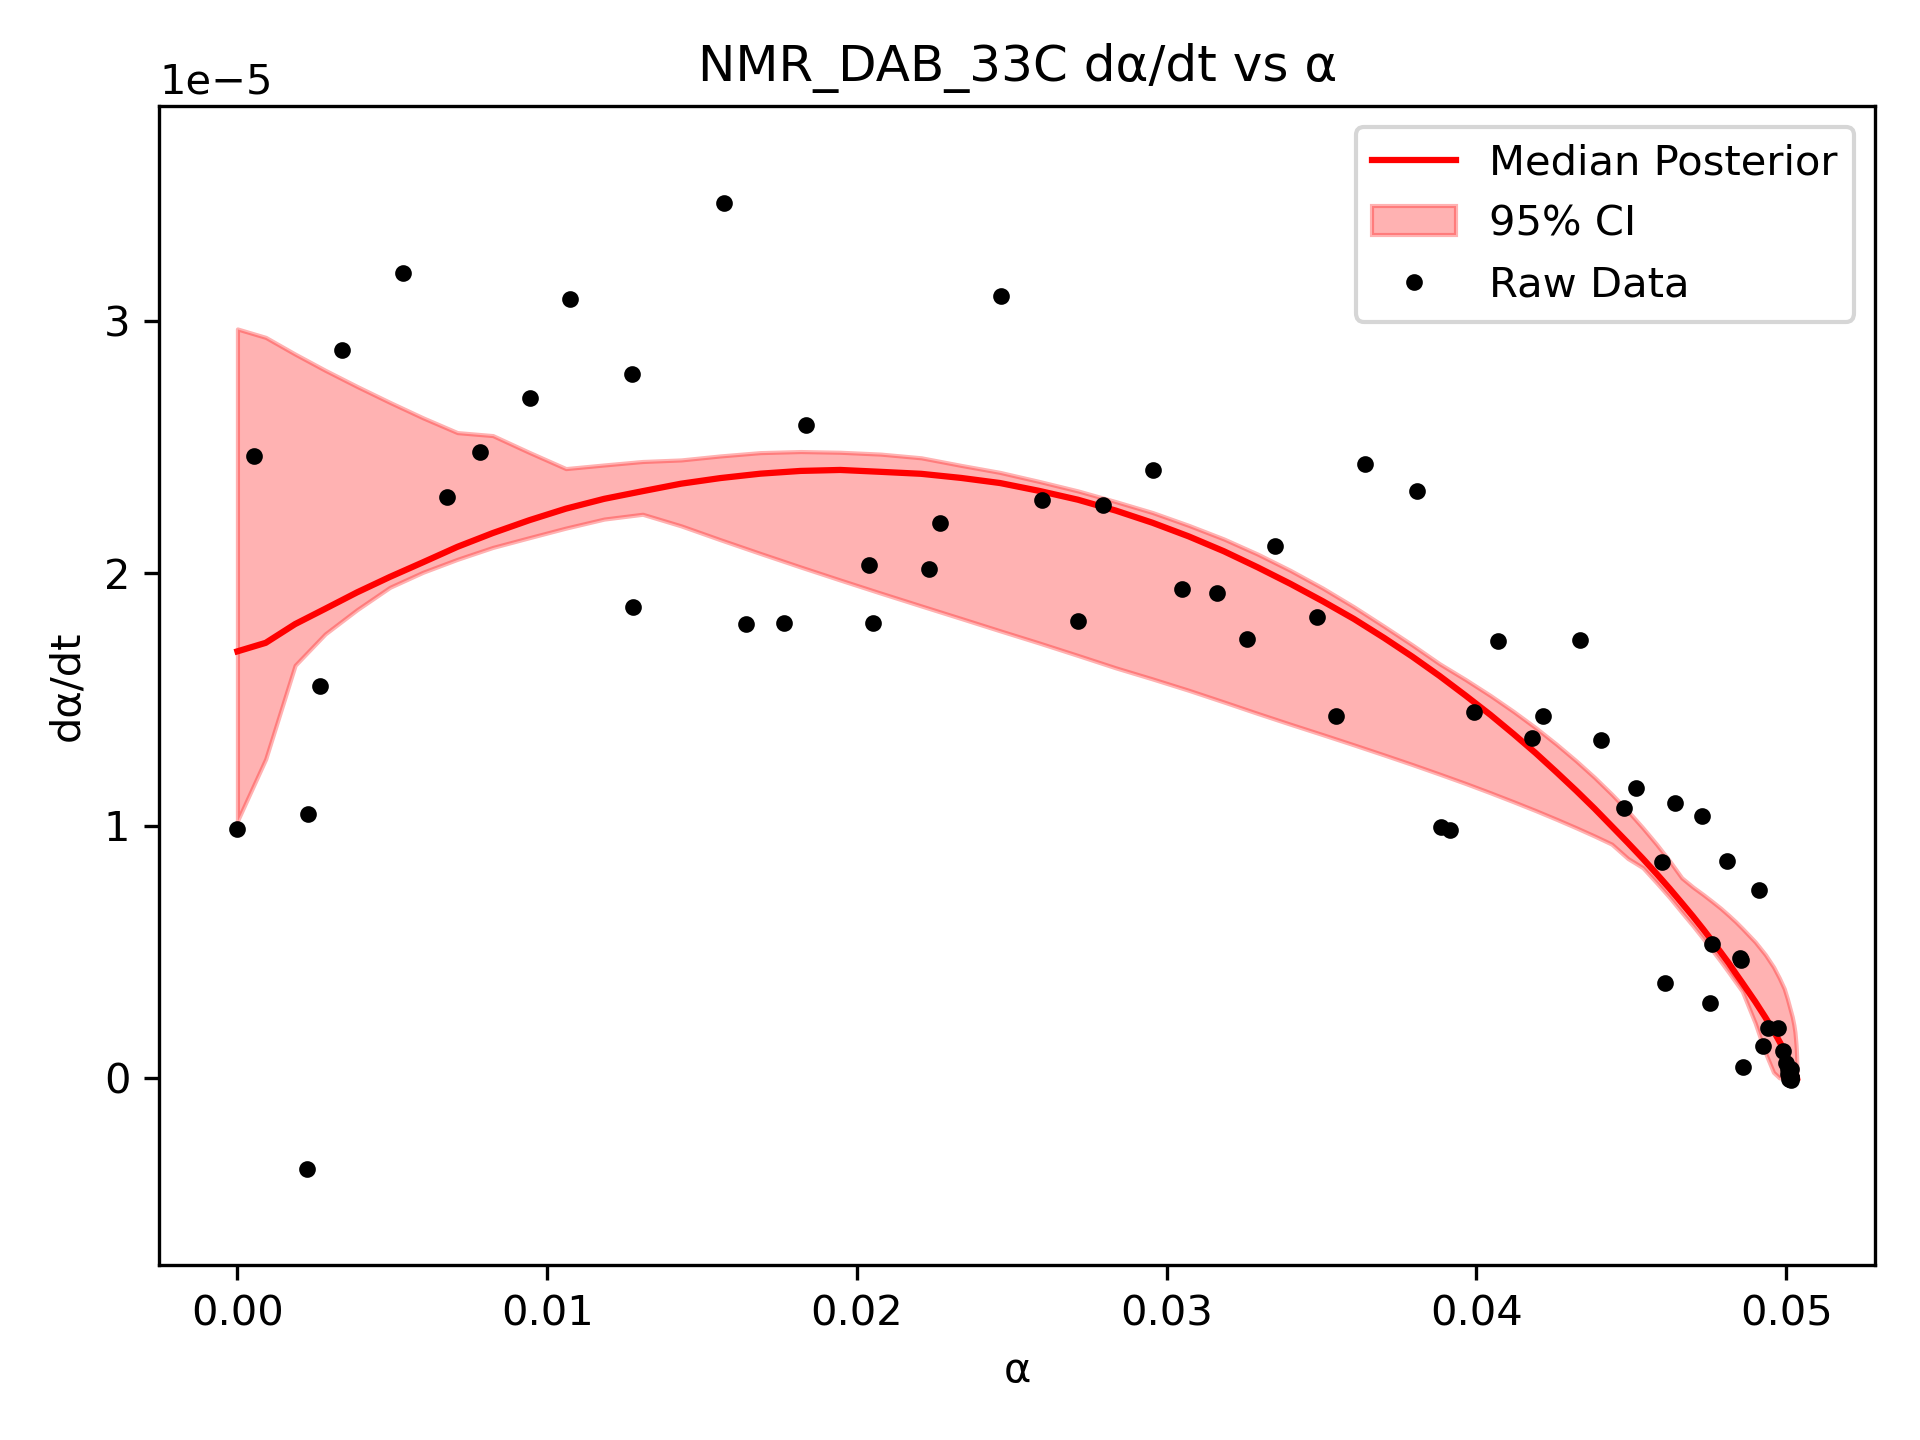 NMR_DAB_33C dα/dt vs α
1e−5
Median Posterior
95% CI
Raw Data
3
2
1
0
dα/dt
0.00 0.01 0.02 0.03 0.04 0.05
α